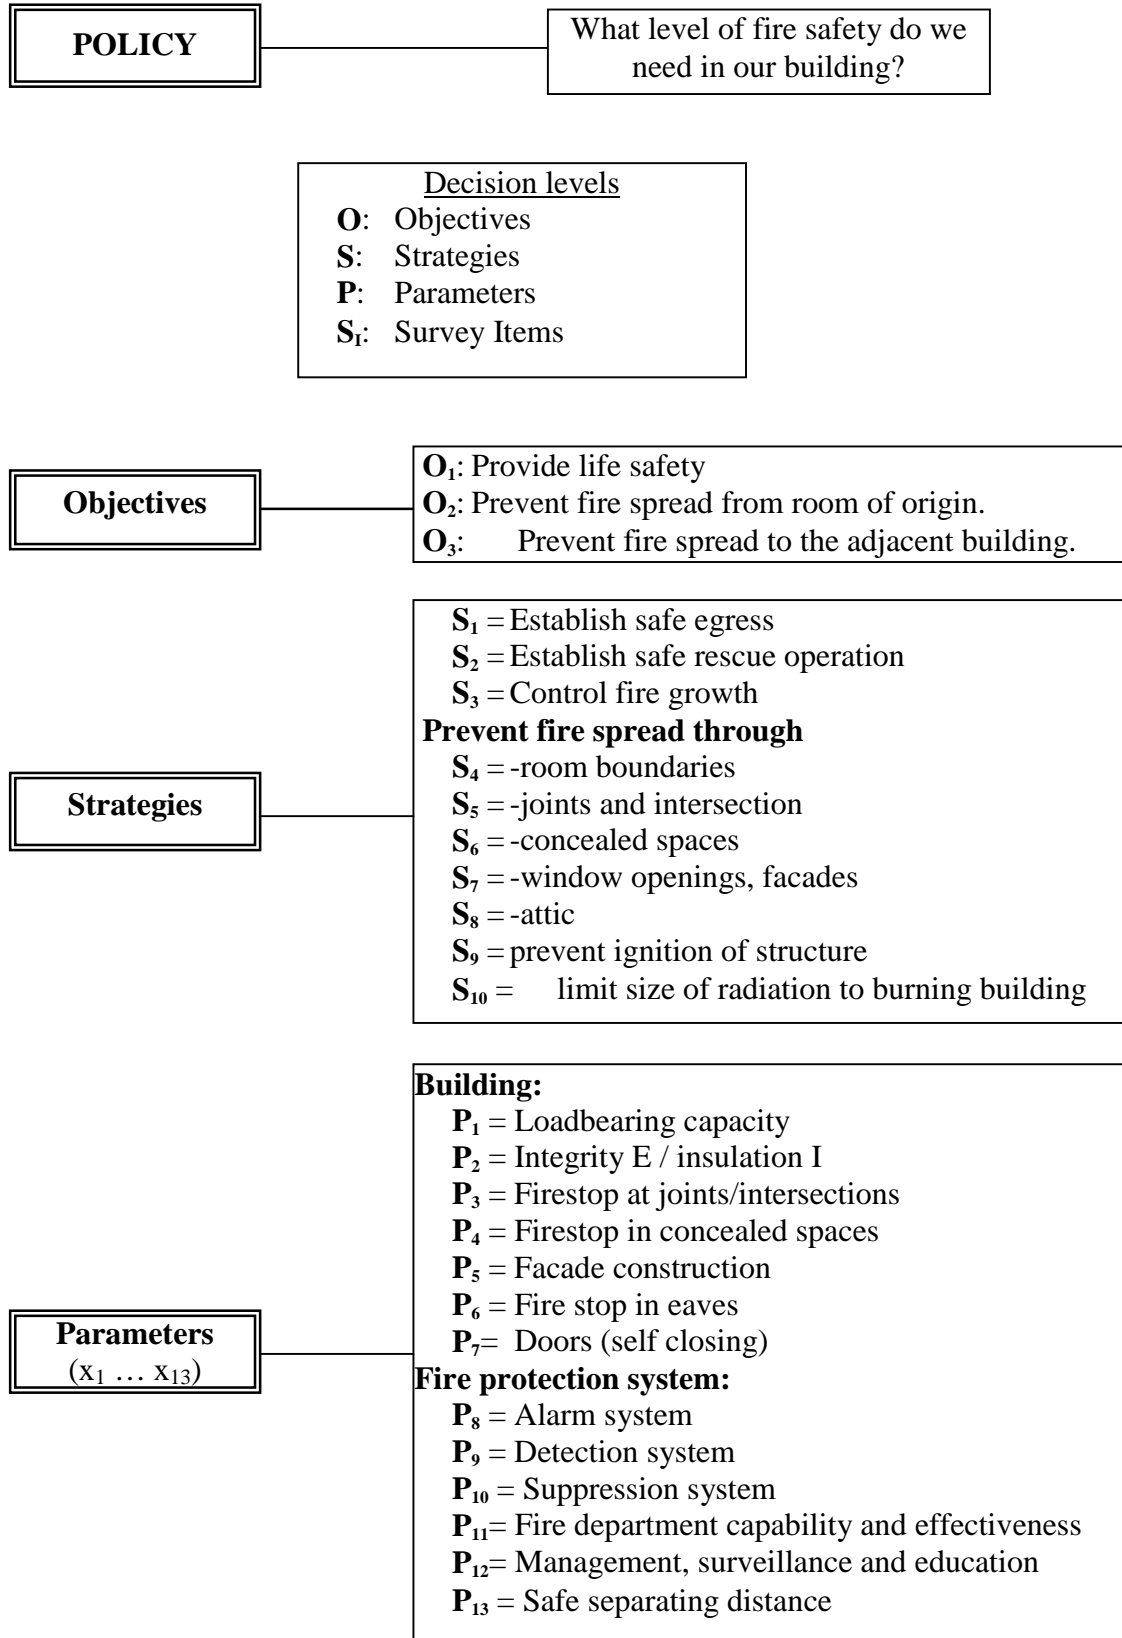 POLICY
What level of fire safety do we
need in our building?
Decision levels
O: Objectives
S: Strategies
P: Parameters
S_I: Survey Items
Objectives
O₁: Provide life safety
O₂: Prevent fire spread from room of origin.
O₃: Prevent fire spread to the adjacent building.
Strategies
S₁ = Establish safe egress
S₂ = Establish safe rescue operation
S₃ = Control fire growth
Prevent fire spread through
S₄ = -room boundaries
S₅ = -joints and intersection
S₆ = -concealed spaces
S₇ = -window openings, facades
S₈ = -attic
S₉ = prevent ignition of structure
S₁₀ = limit size of radiation to burning building
Parameters
(x₁ … x₁₃)
Building:
P₁ = Loadbearing capacity
P₂ = Integrity E / insulation I
P₃ = Firestop at joints/intersections
P₄ = Firestop in concealed spaces
P₅ = Facade construction
P₆ = Fire stop in eaves
P₇= Doors (self closing)
Fire protection system:
P₈ = Alarm system
P₉ = Detection system
P₁₀ = Suppression system
P₁₁= Fire department capability and effectiveness
P₁₂= Management, surveillance and education
P₁₃ = Safe separating distance